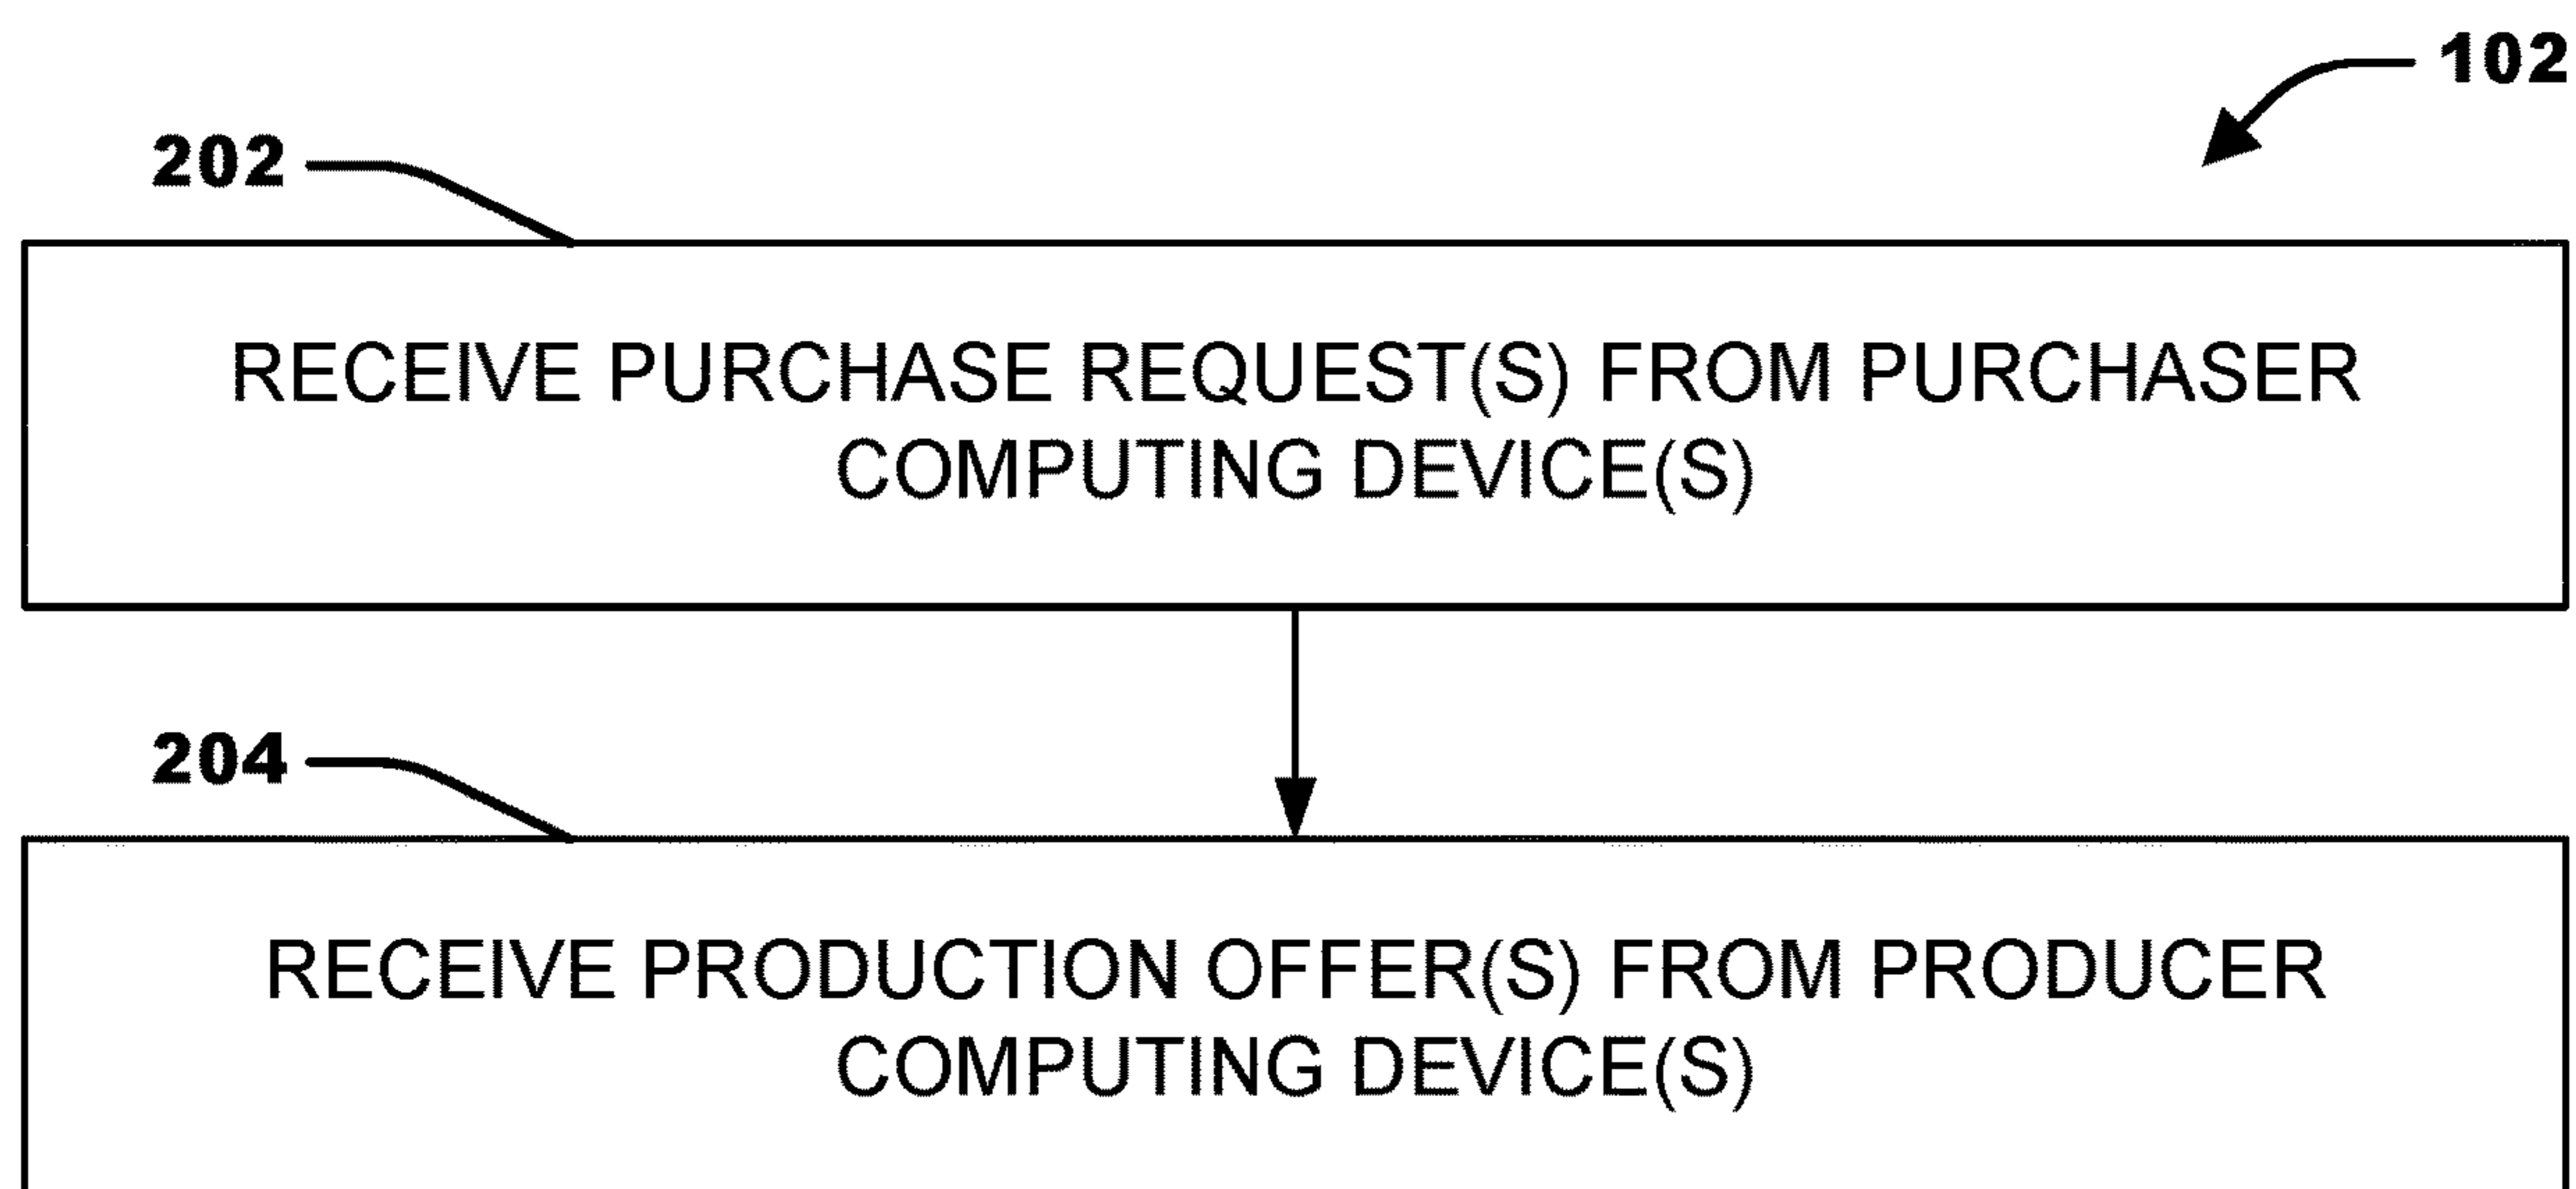 102
202
RECEIVE PURCHASE REQUEST(S) FROM PURCHASER
COMPUTING DEVICE(S)
204
RECEIVE PRODUCTION OFFER(S) FROM PRODUCER
COMPUTING DEVICE(S)